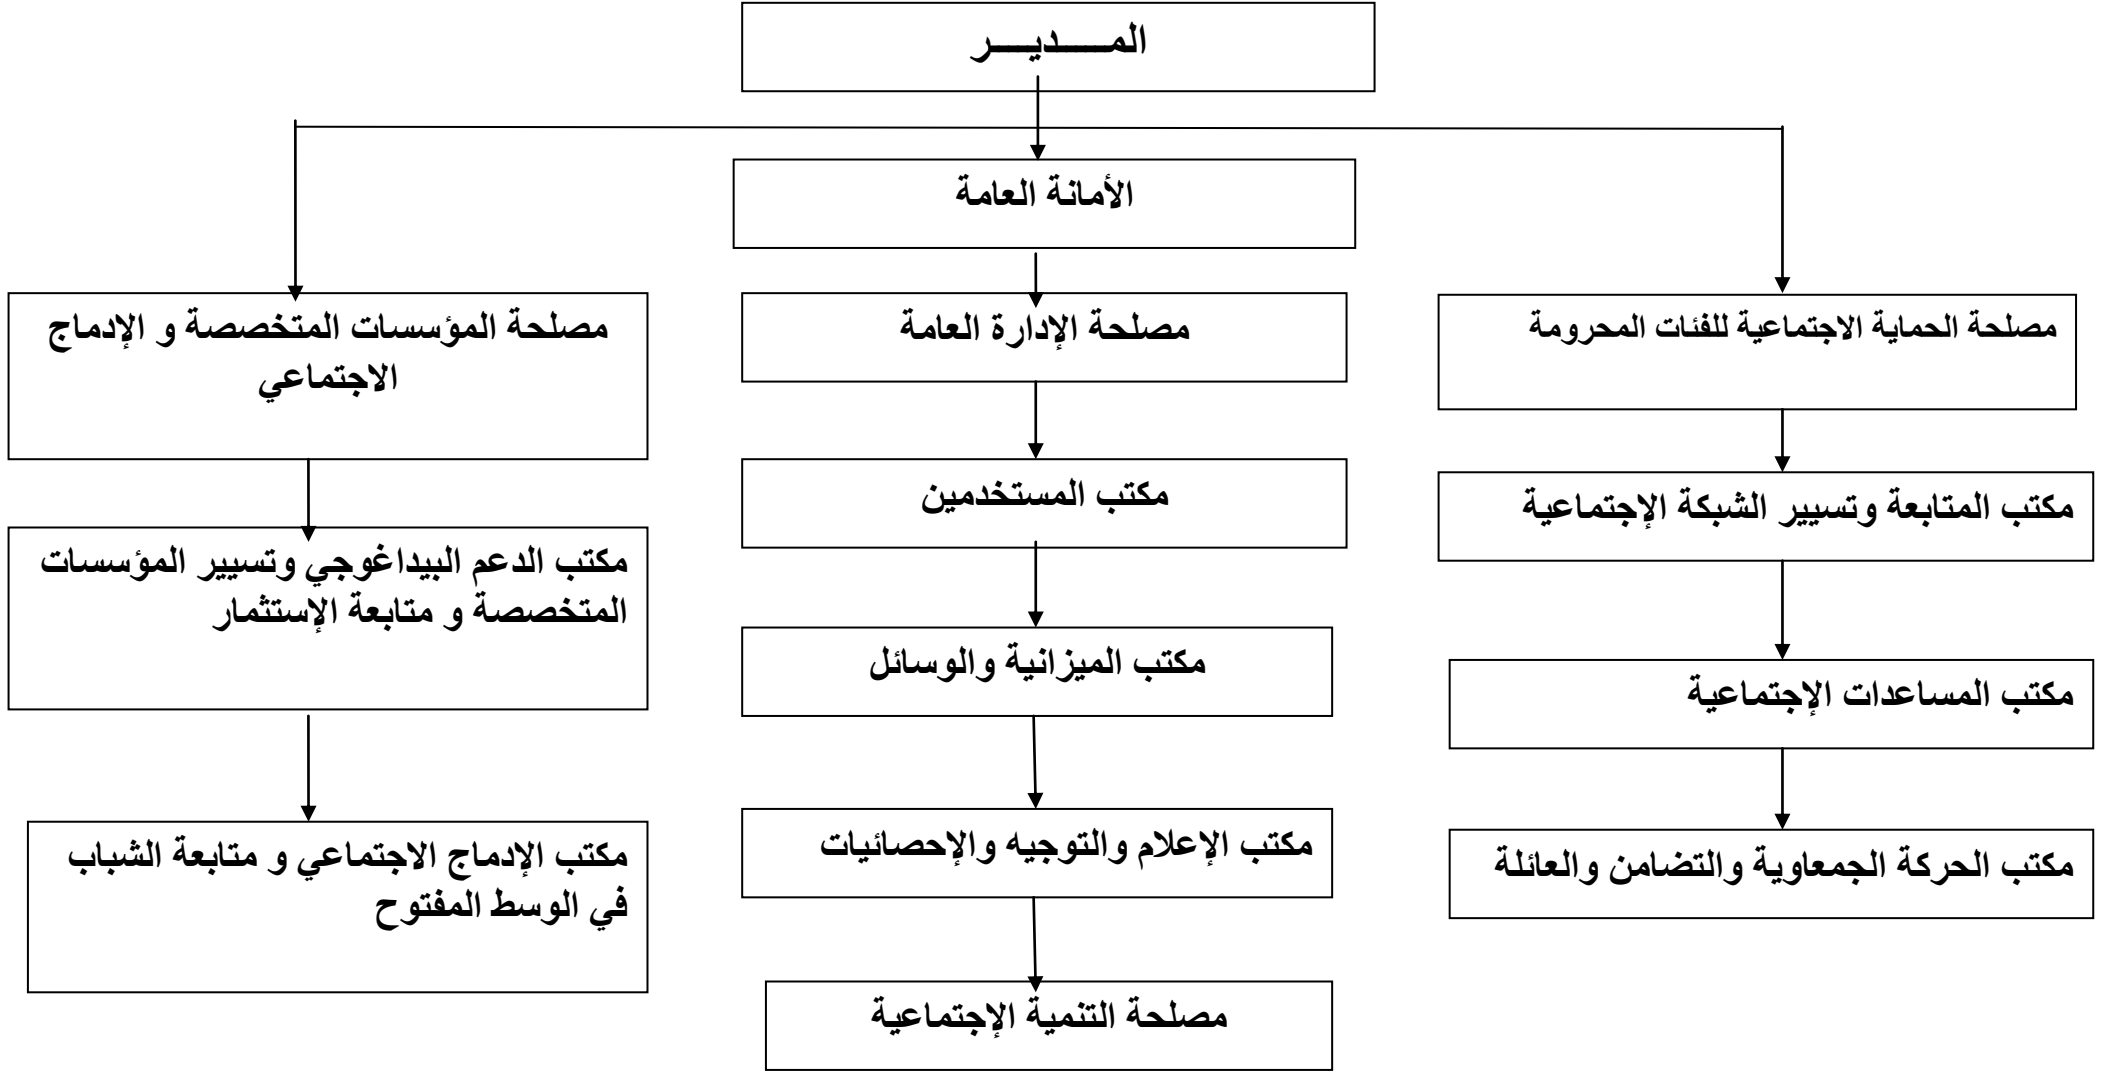 المـــــديــــر
الأمانة العامة
مصلحة الحماية الاجتماعية للفئات المحرومة
مكتب المتابعة وتسيير الشبكة الإجتماعية
مكتب المساعدات الإجتماعية
مكتب الحركة الجمعاوية والتضامن والعائلة
مصلحة الإدارة العامة
مكتب المستخدمين
مكتب الميزانية والوسائل
مكتب الإعلام والتوجيه والإحصائيات
مصلحة التنمية الإجتماعية
مصلحة المؤسسات المتخصصة و الإدماج
الاجتماعي
مكتب الدعم البيداغوجي وتسيير المؤسسات
المتخصصة و متابعة الإستثمار
مكتب الإدماج الاجتماعي و متابعة الشباب
في الوسط المفتوح